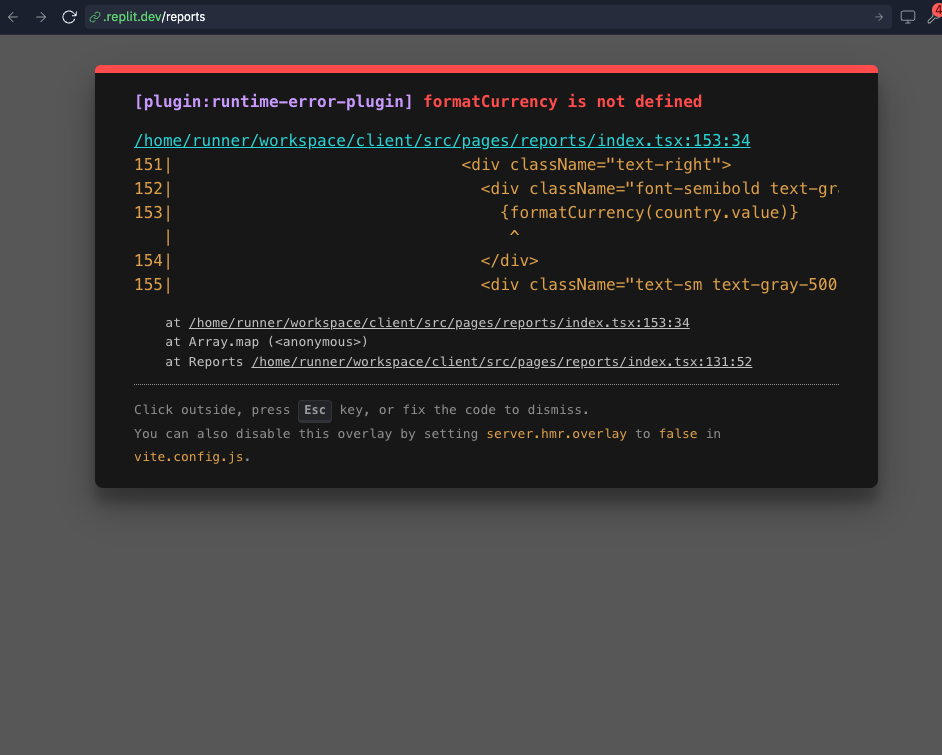 .replit.dev/reports
4
[plugin:runtime-error-plugin] formatCurrency is not defined
/home/runner/workspace/client/src/pages/reports/index.tsx:153:34
151|                              <div className="text-right">
152|                                <div className="font-semibold text-gr
153|                                  {formatCurrency(country.value)}
   |                                   ^
154|                                </div>
155|                                <div className="text-sm text-gray-500
at /home/runner/workspace/client/src/pages/reports/index.tsx:153:34
at Array.map (<anonymous>)
at Reports /home/runner/workspace/client/src/pages/reports/index.tsx:131:52
Click outside, press Esc key, or fix the code to dismiss.
You can also disable this overlay by setting server.hmr.overlay to false in
vite.config.js.